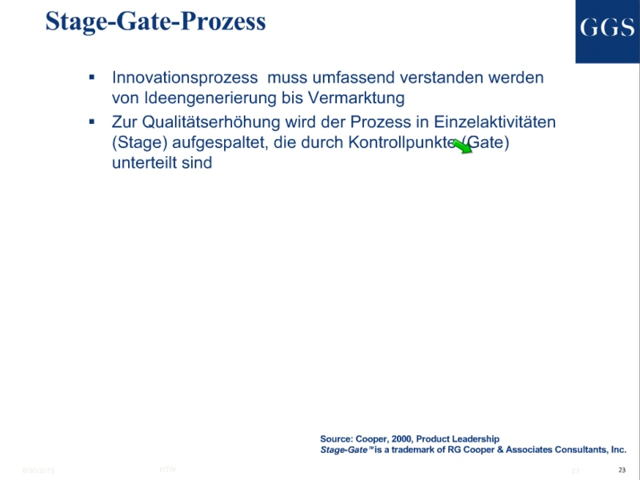 Stage-Gate-Prozess
GGS
▪ Innovationsprozess muss umfassend verstanden werden
von Ideengenerierung bis Vermarktung
▪ Zur Qualitätserhöhung wird der Prozess in Einzelaktivitäten
(Stage) aufgespaltet, die durch Kontrollpunkte (Gate)
unterteilt sind
Source: Cooper, 2000, Product Leadership
Stage-Gate™ is a trademark of RG Cooper & Associates Consultants, Inc.
23